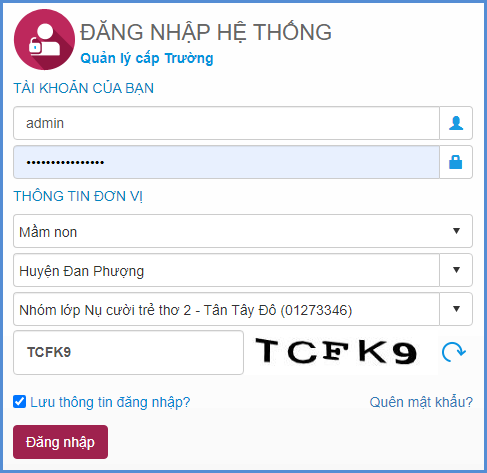 ĐĂNG NHẬP HỆ THỐNG
Quản lý cấp Trường
TÀI KHOẢN CỦA BẠN
admin
••••••••••••••••
THÔNG TIN ĐƠN VỊ
Mầm non
Huyện Đan Phượng
Nhóm lớp Nụ cười trẻ thơ 2 - Tân Tây Đô (01273346)
TCFK9 TCFK9
Lưu thông tin đăng nhập? Quên mật khẩu?
Đăng nhập